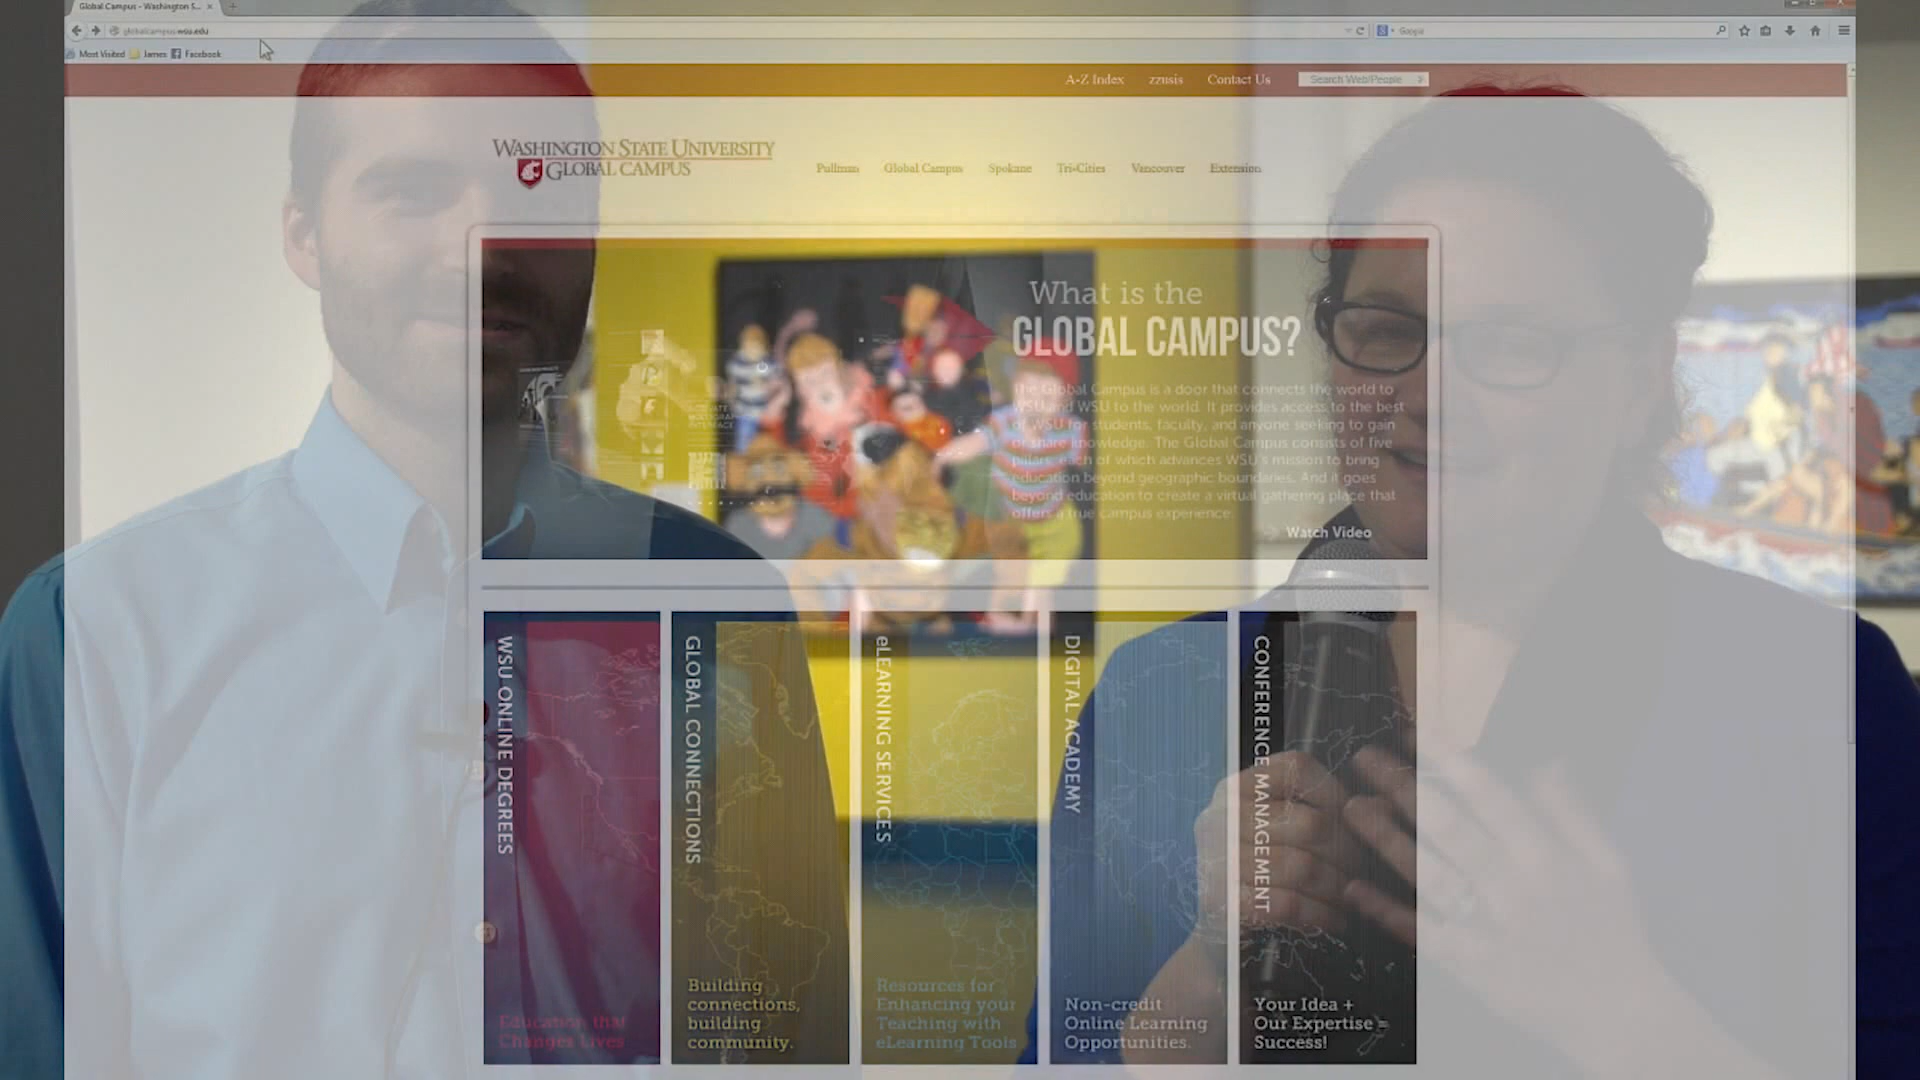 Global Campus - Washington S...
globalcampus.wsu.edu
Google
Most Visited
James
Facebook
A-Z Index
zzusis
Contact Us
Search Web/People
WASHINGTON STATE UNIVERSITY
GLOBAL CAMPUS
Pullman
Global Campus
Spokane
Tri-Cities
Vancouver
Extension
What is the
GLOBAL CAMPUS?
The Global Campus is a door that connects the world to
WSU and WSU to the world. It provides access to the best
of WSU for students, faculty, and anyone seeking to gain
or share knowledge. The Global Campus consists of five
pillars, each of which advances WSU's mission to bring
education beyond geographic boundaries. And it goes
beyond education to create a virtual gathering place that
offers a true campus experience.
Watch Video
WSU ONLINE DEGREES
Education that
Changes Lives
GLOBAL CONNECTIONS
Building
connections,
building
community.
eLEARNING SERVICES
Resources for
Enhancing your
Teaching with
eLearning Tools
DIGITAL ACADEMY
Non-credit
Online Learning
Opportunities.
CONFERENCE MANAGEMENT
Your Idea +
Our Expertise =
Success!